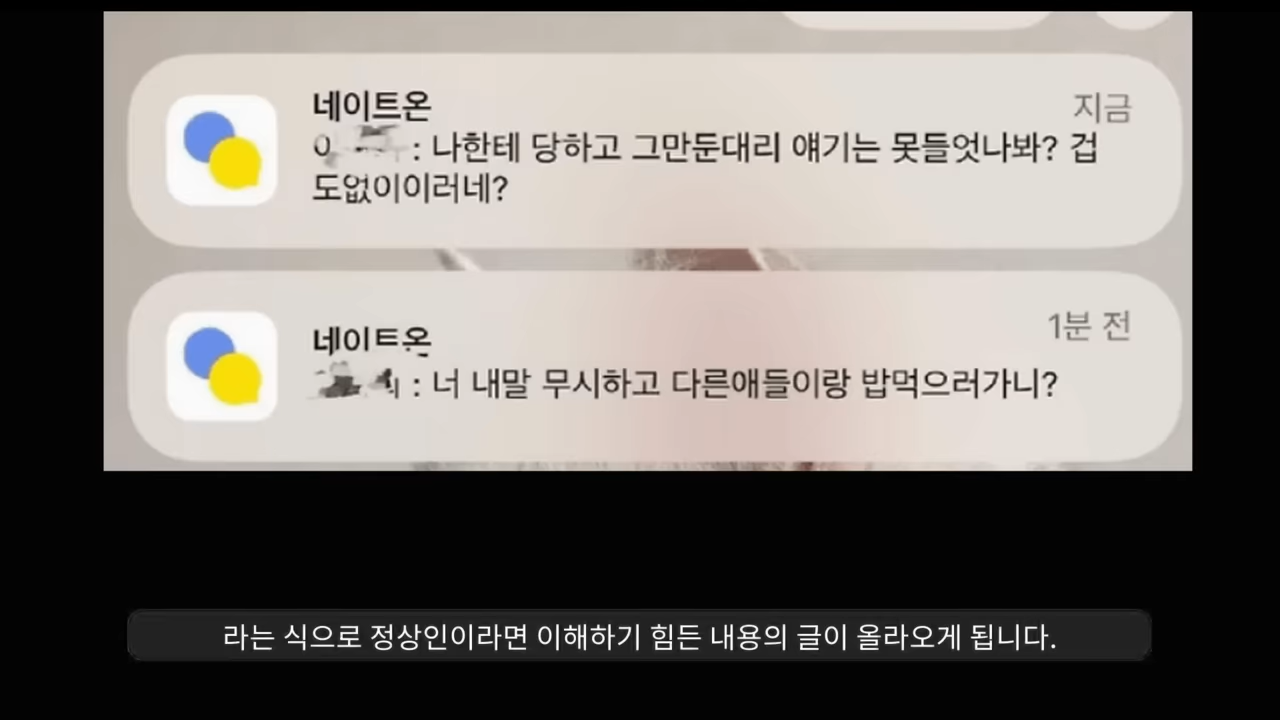 네이트온
지금
: 나한테 당하고 그만둔대리 얘기는 못들엇나봐? 겁
도없이이러네?
네이트온
1분 전
: 너 내말 무시하고 다른애들이랑 밥먹으러가니?
라는 식으로 정상인이라면 이해하기 힘든 내용의 글이 올라오게 됩니다.